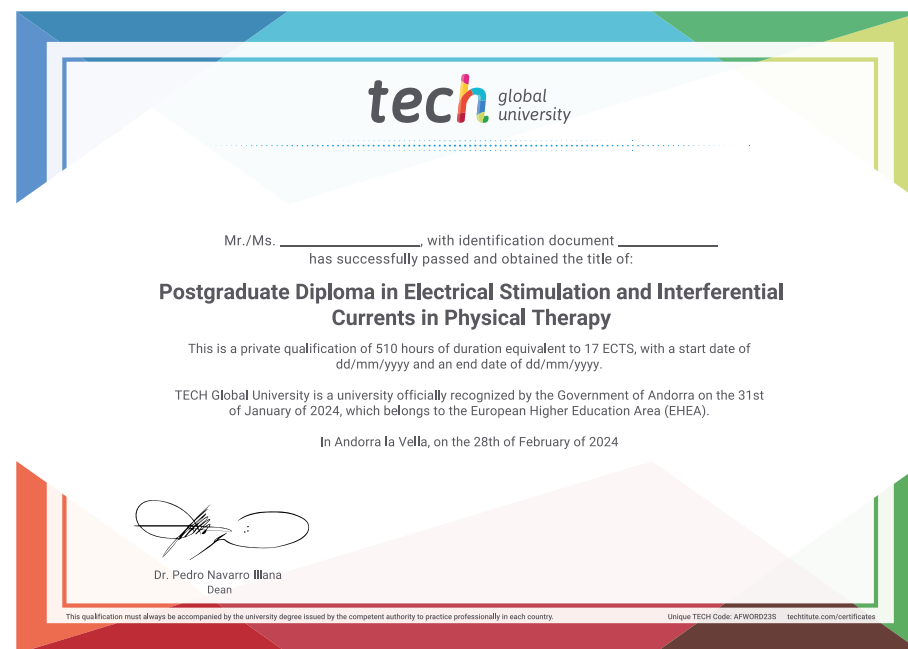 tech global university
Mr./Ms. ____________________, with identification document ______________
has successfully passed and obtained the title of:
Postgraduate Diploma in Electrical Stimulation and Interferential
Currents in Physical Therapy
This is a private qualification of 510 hours of duration equivalent to 17 ECTS, with a start date of
dd/mm/yyyy and an end date of dd/mm/yyyy.
TECH Global University is a university officially recognized by the Government of Andorra on the 31st
of January of 2024, which belongs to the European Higher Education Area (EHEA).
In Andorra la Vella, on the 28th of February of 2024
Dr. Pedro Navarro Illana
Dean
This qualification must always be accompanied by the university degree issued by the competent authority to practice professionally in each country.
Unique TECH Code: AFWORD23S techtitute.com/certificates